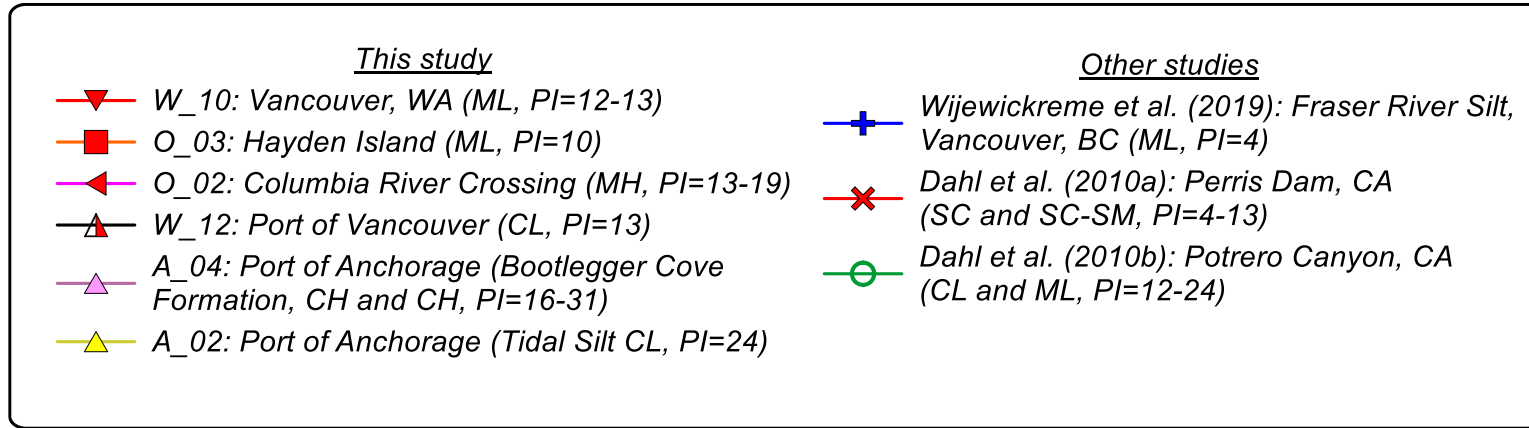 This study
W_10: Vancouver, WA (ML, PI=12-13)
O_03: Hayden Island (ML, PI=10)
O_02: Columbia River Crossing (MH, PI=13-19)
W_12: Port of Vancouver (CL, PI=13)
A_04: Port of Anchorage (Bootlegger Cove
Formation, CH and CH, PI=16-31)
A_02: Port of Anchorage (Tidal Silt CL, PI=24)
Other studies
Wijewickreme et al. (2019): Fraser River Silt,
Vancouver, BC (ML, PI=4)
Dahl et al. (2010a): Perris Dam, CA
(SC and SC-SM, PI=4-13)
Dahl et al. (2010b): Potrero Canyon, CA
(CL and ML, PI=12-24)